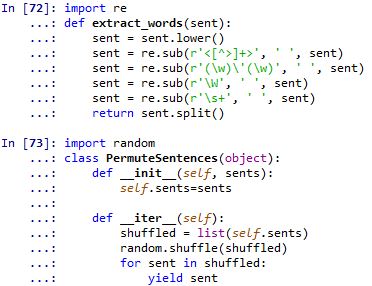 In [72]: import re
    ...: def extract_words(sent):
    ...:     sent = sent.lower()
    ...:     sent = re.sub(r'<[^>]+>', ' ', sent)
    ...:     sent = re.sub(r'(\w)\'(\w)', ' ', sent)
    ...:     sent = re.sub(r'\W', ' ', sent)
    ...:     sent = re.sub(r'\s+', ' ', sent)
    ...:     return sent.split()
In [73]: import random
    ...: class PermuteSentences(object):
    ...:     def __init__(self, sents):
    ...:         self.sents=sents
    ...:
    ...:     def __iter__(self):
    ...:         shuffled = list(self.sents)
    ...:         random.shuffle(shuffled)
    ...:         for sent in shuffled:
    ...:             yield sent